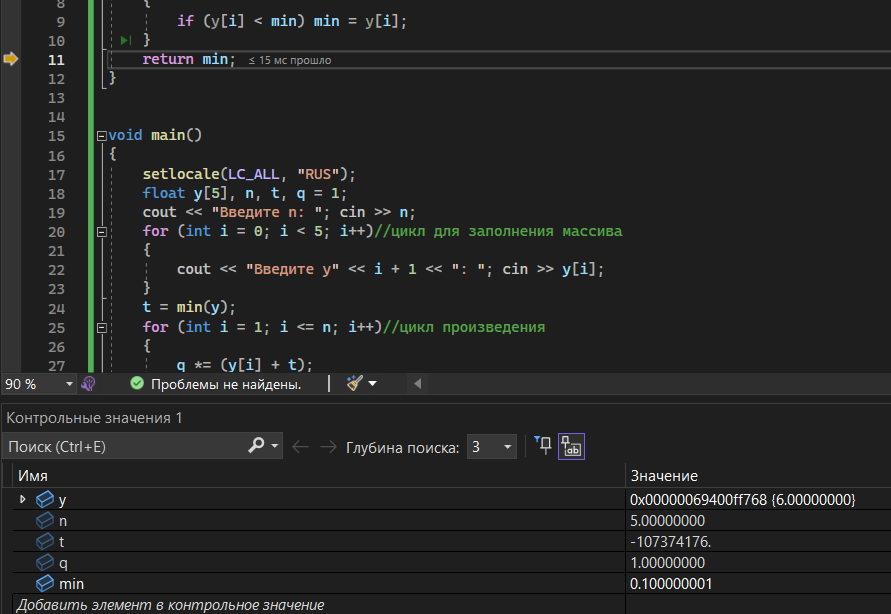 8 {
9 if (y[i] < min) min = y[i];
10 }
11 return min; ≤ 15 мс прошло
12 }
13
14
15 void main()
16 {
17 setlocale(LC_ALL, "RUS");
18 float y[5], n, t, q = 1;
19 cout << "Введите n: "; cin >> n;
20 for (int i = 0; i < 5; i++)//цикл для заполнения массива
21 {
22 cout << "Введите y" << i + 1 << ": "; cin >> y[i];
23 }
24 t = min(y);
25 for (int i = 1; i <= n; i++)//цикл произведения
26 {
27 q *= (y[i] + t);
90 % Проблемы не найдены.
Контрольные значения 1
Поиск (Ctrl+E) Глубина поиска: 3
Имя Значение
y 0x00000069400ff768 {6.00000000}
n 5.00000000
t -107374176.
q 1.00000000
min 0.100000001
Добавить элемент в контрольное значение